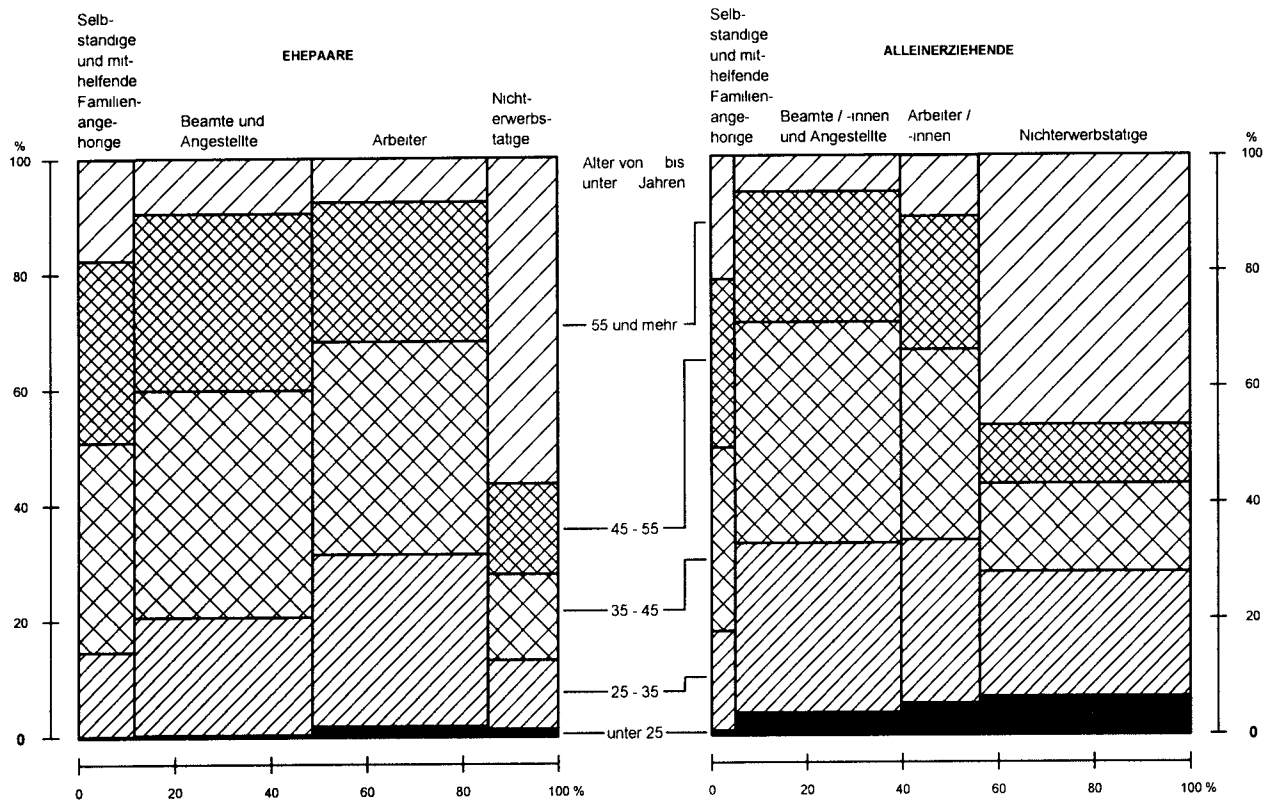 Selb-
ständige
und mit-
helfende
Familien-
ange-
hörige
EHEPAARE
Beamte und
Angestellte
Arbeiter
Nicht-
erwerbs-
tätige
%
100
80
60
40
20
0
0 20 40 60 80 100 %
Alter von bis
unter Jahren
55 und mehr
45 - 55
35 - 45
25 - 35
unter 25
Selb-
ständige
und mit-
helfende
Familien-
ange-
hörige
ALLEINERZIEHENDE
Beamte / -innen
und Angestellte
Arbeiter /
-innen
Nichterwerbstätige
%
100
80
60
40
20
0
0 20 40 60 80 100 %